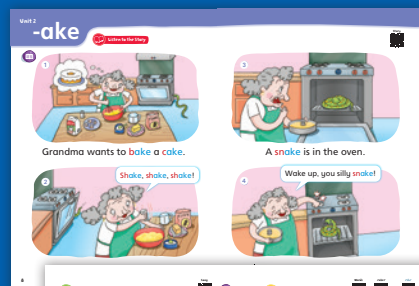 Unit 2
-ake
Listen to the Story
1
Grandma wants to bake a cake.
3
A snake is in the oven.
2
Shake, shake, shake!
4
Wake up, you silly snake!
8